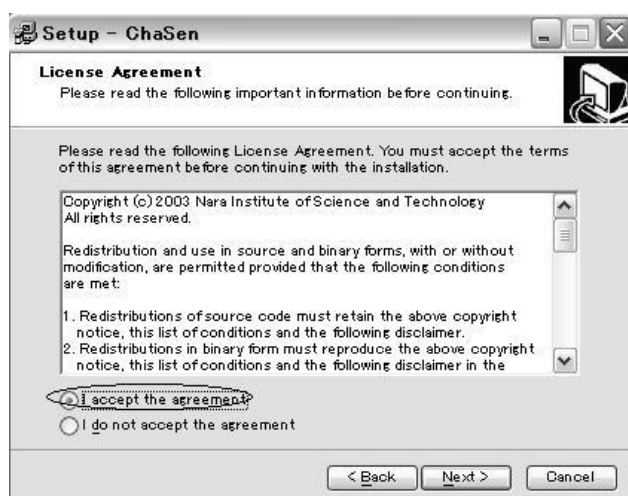 Setup - ChaSen
License Agreement
Please read the following important information before continuing.
Please read the following License Agreement. You must accept the terms
of this agreement before continuing with the installation.
Copyright (c) 2003 Nara Institute of Science and Technology
All rights reserved.
Redistribution and use in source and binary forms, with or without
modification, are permitted provided that the following conditions
are met:
1. Redistributions of source code must retain the above copyright
notice, this list of conditions and the following disclaimer.
2. Redistributions in binary form must reproduce the above copyright
notice, this list of conditions and the following disclaimer in the
I accept the agreement
I do not accept the agreement
< Back
Next >
Cancel